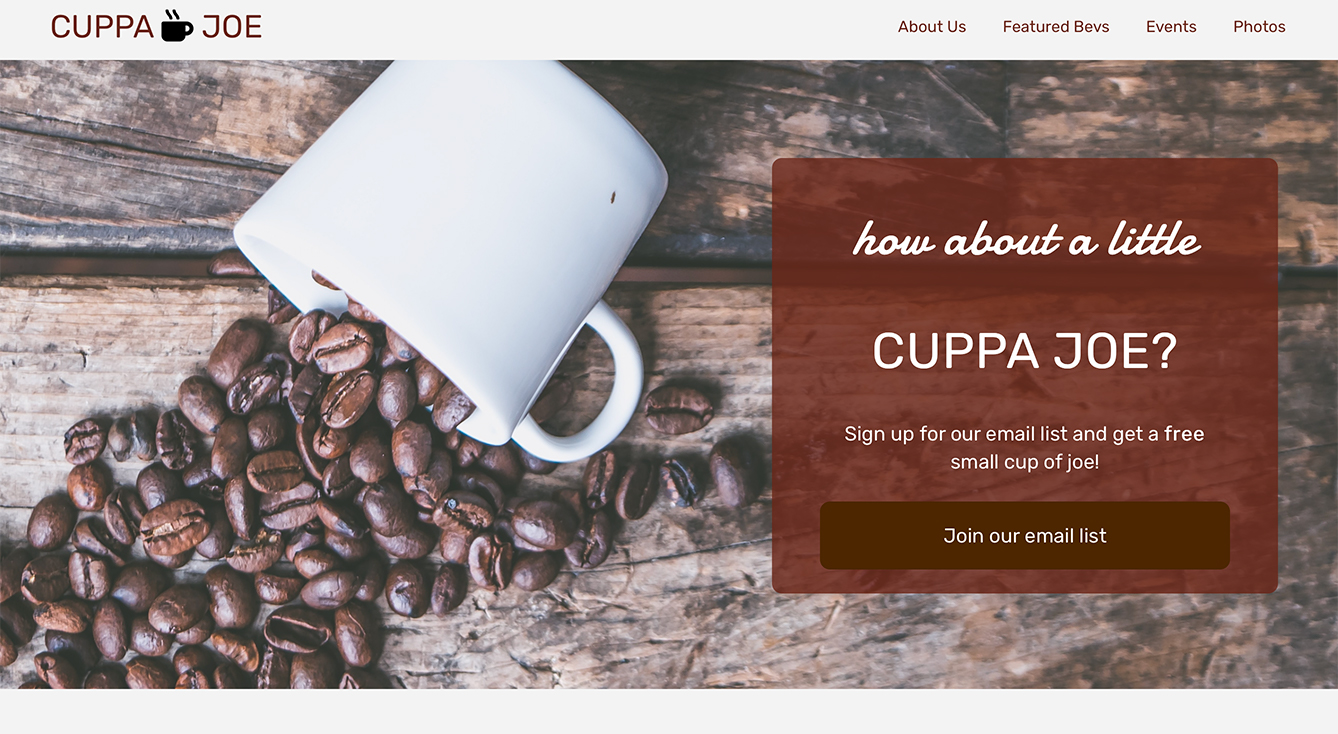 CUPPA JOE
About Us
Featured Bevs
Events
Photos
how about a little
CUPPA JOE?
Sign up for our email list and get a free
small cup of joe!
Join our email list